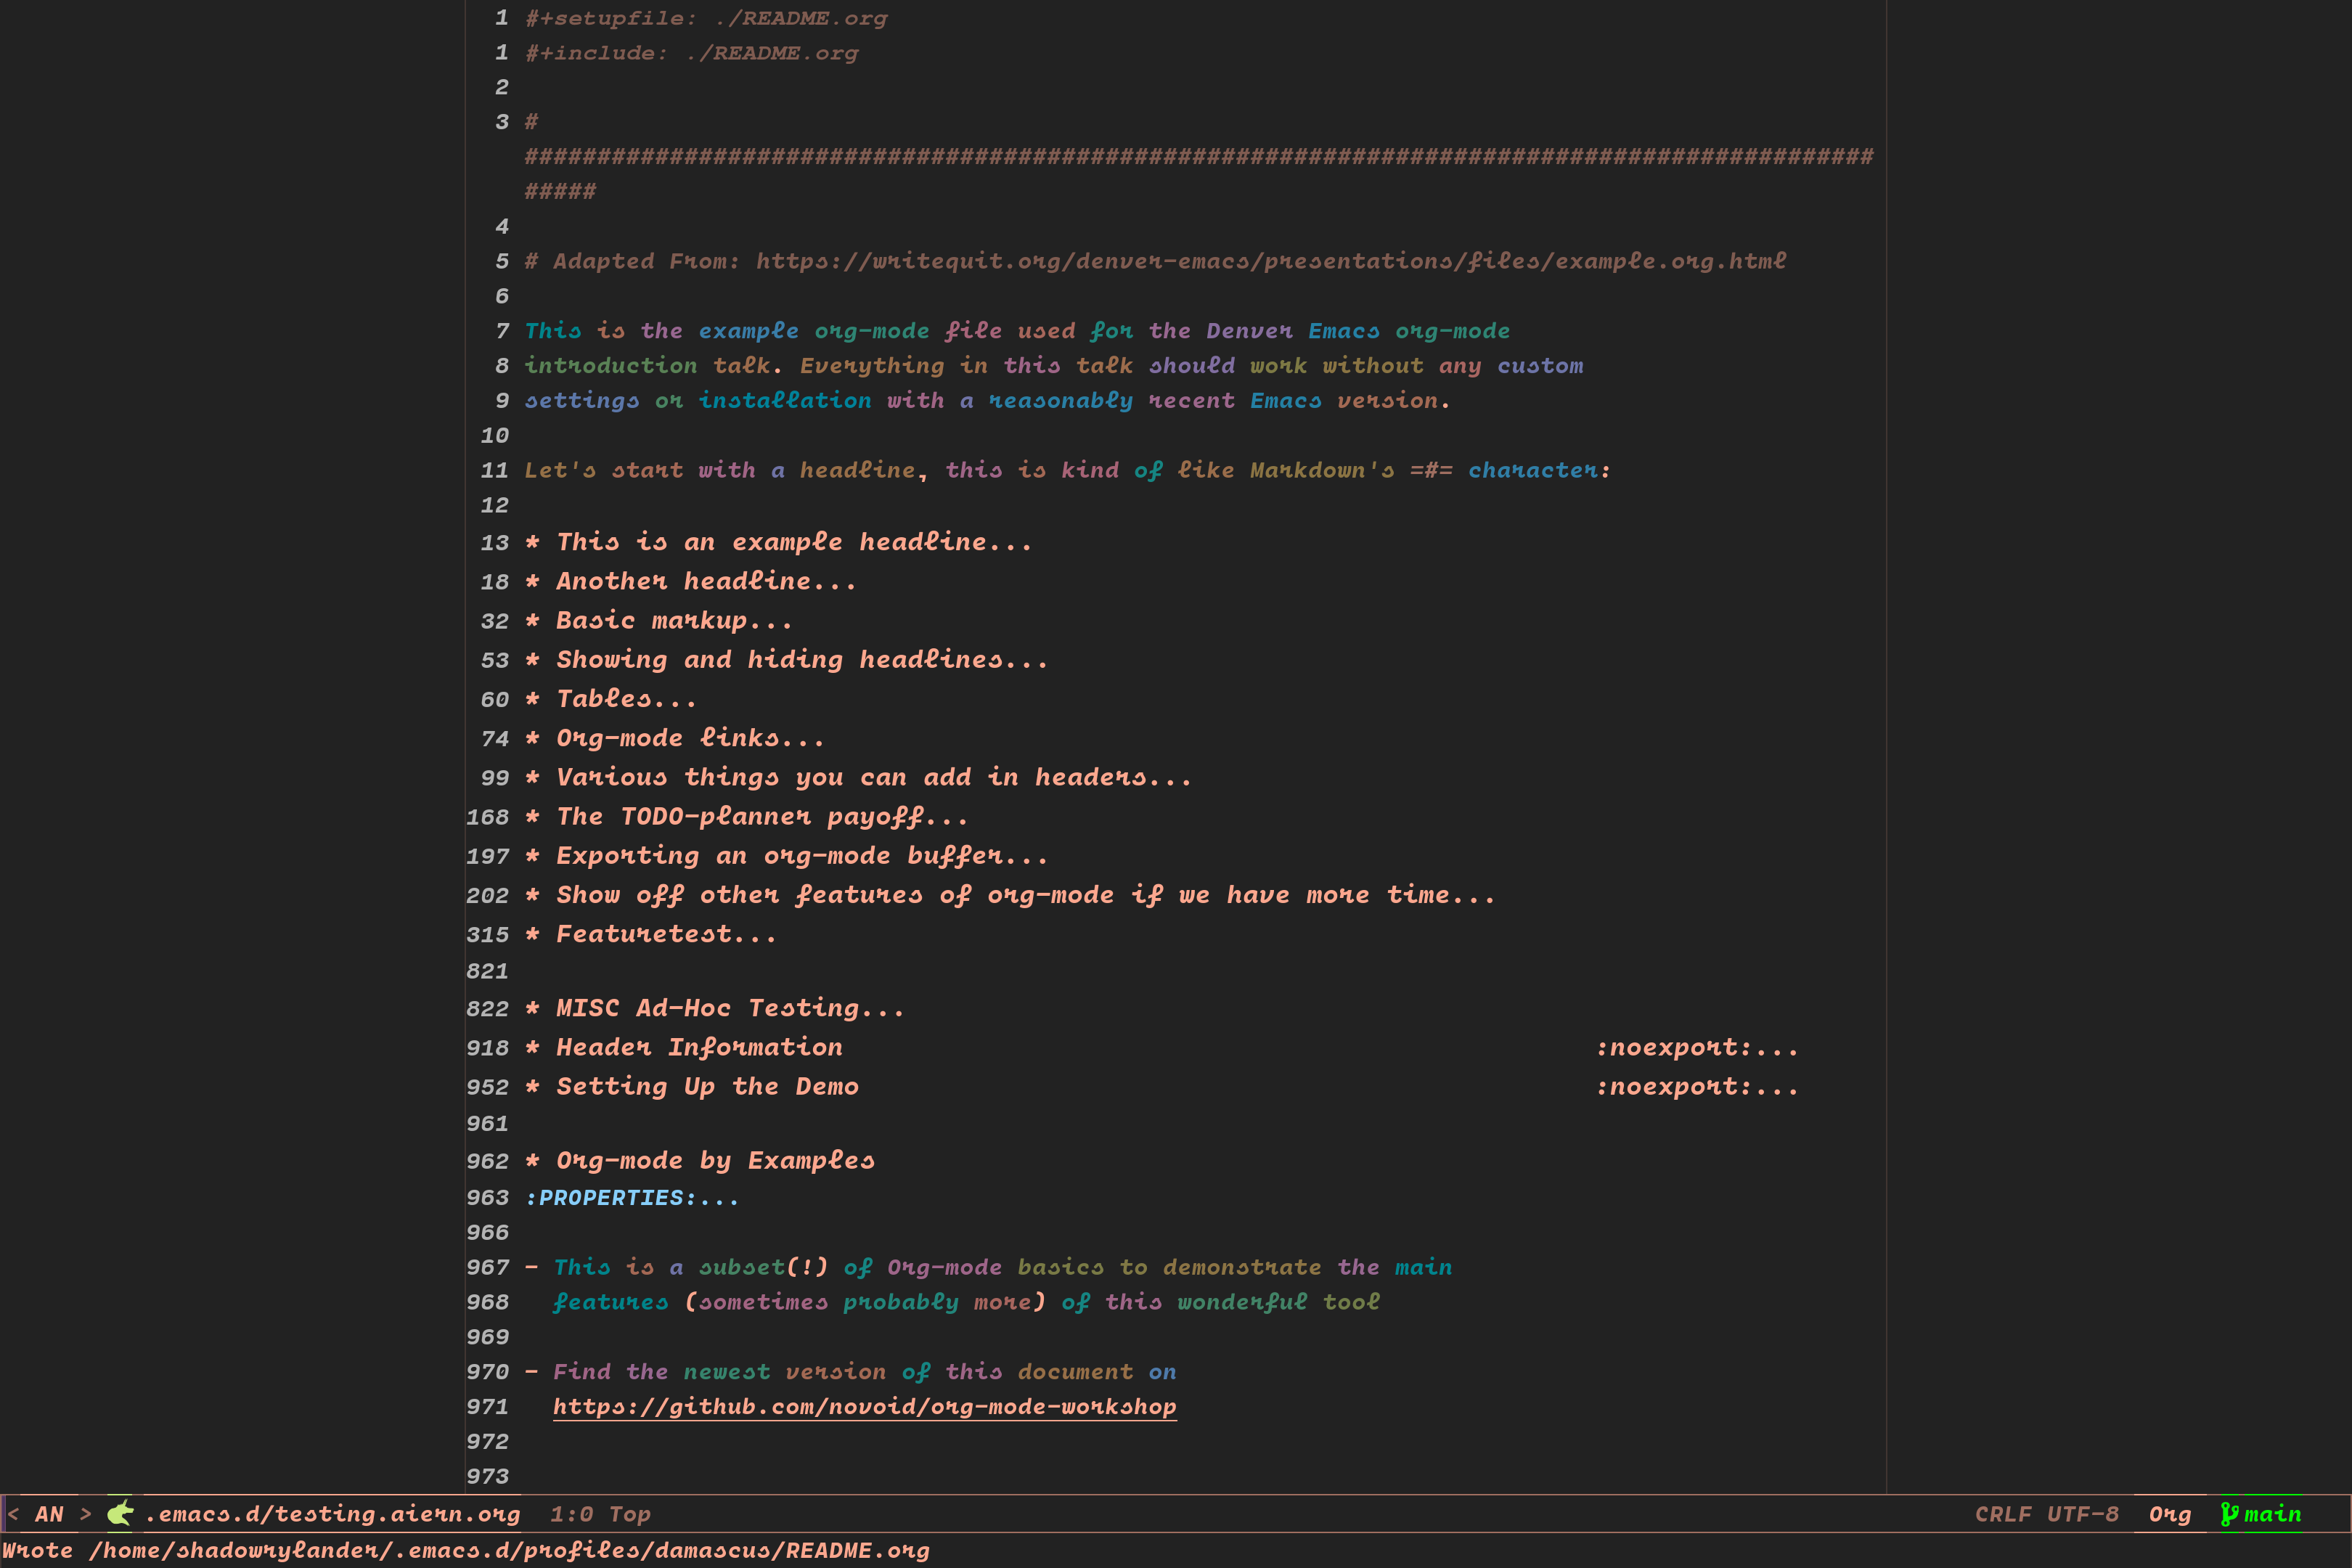 1 #+setupfile: ./README.org
1 #+include: ./README.org
2
3 #
#############################################################################################
#####
4
5 # Adapted From: https://writequit.org/denver-emacs/presentations/files/example.org.html
6
7 This is the example org-mode file used for the Denver Emacs org-mode
8 introduction talk. Everything in this talk should work without any custom
9 settings or installation with a reasonably recent Emacs version.
10
11 Let's start with a headline, this is kind of like Markdown's =#= character:
12
13 * This is an example headline...
18 * Another headline...
32 * Basic markup...
53 * Showing and hiding headlines...
60 * Tables...
74 * Org-mode links...
99 * Various things you can add in headers...
168 * The TODO-planner payoff...
197 * Exporting an org-mode buffer...
202 * Show off other features of org-mode if we have more time...
315 * Featuretest...
821
822 * MISC Ad-Hoc Testing...
918 * Header Information :noexport:...
952 * Setting Up the Demo :noexport:...
961
962 * Org-mode by Examples
963 :PROPERTIES:...
966
967 - This is a subset(!) of Org-mode basics to demonstrate the main
968 features (sometimes probably more) of this wonderful tool
969
970 - Find the newest version of this document on
971 https://github.com/novoid/org-mode-workshop
972
973
< AN > .emacs.d/testing.aiern.org 1:0 Top CRLF UTF-8 Org main
Wrote /home/shadowrylander/.emacs.d/profiles/damascus/README.org